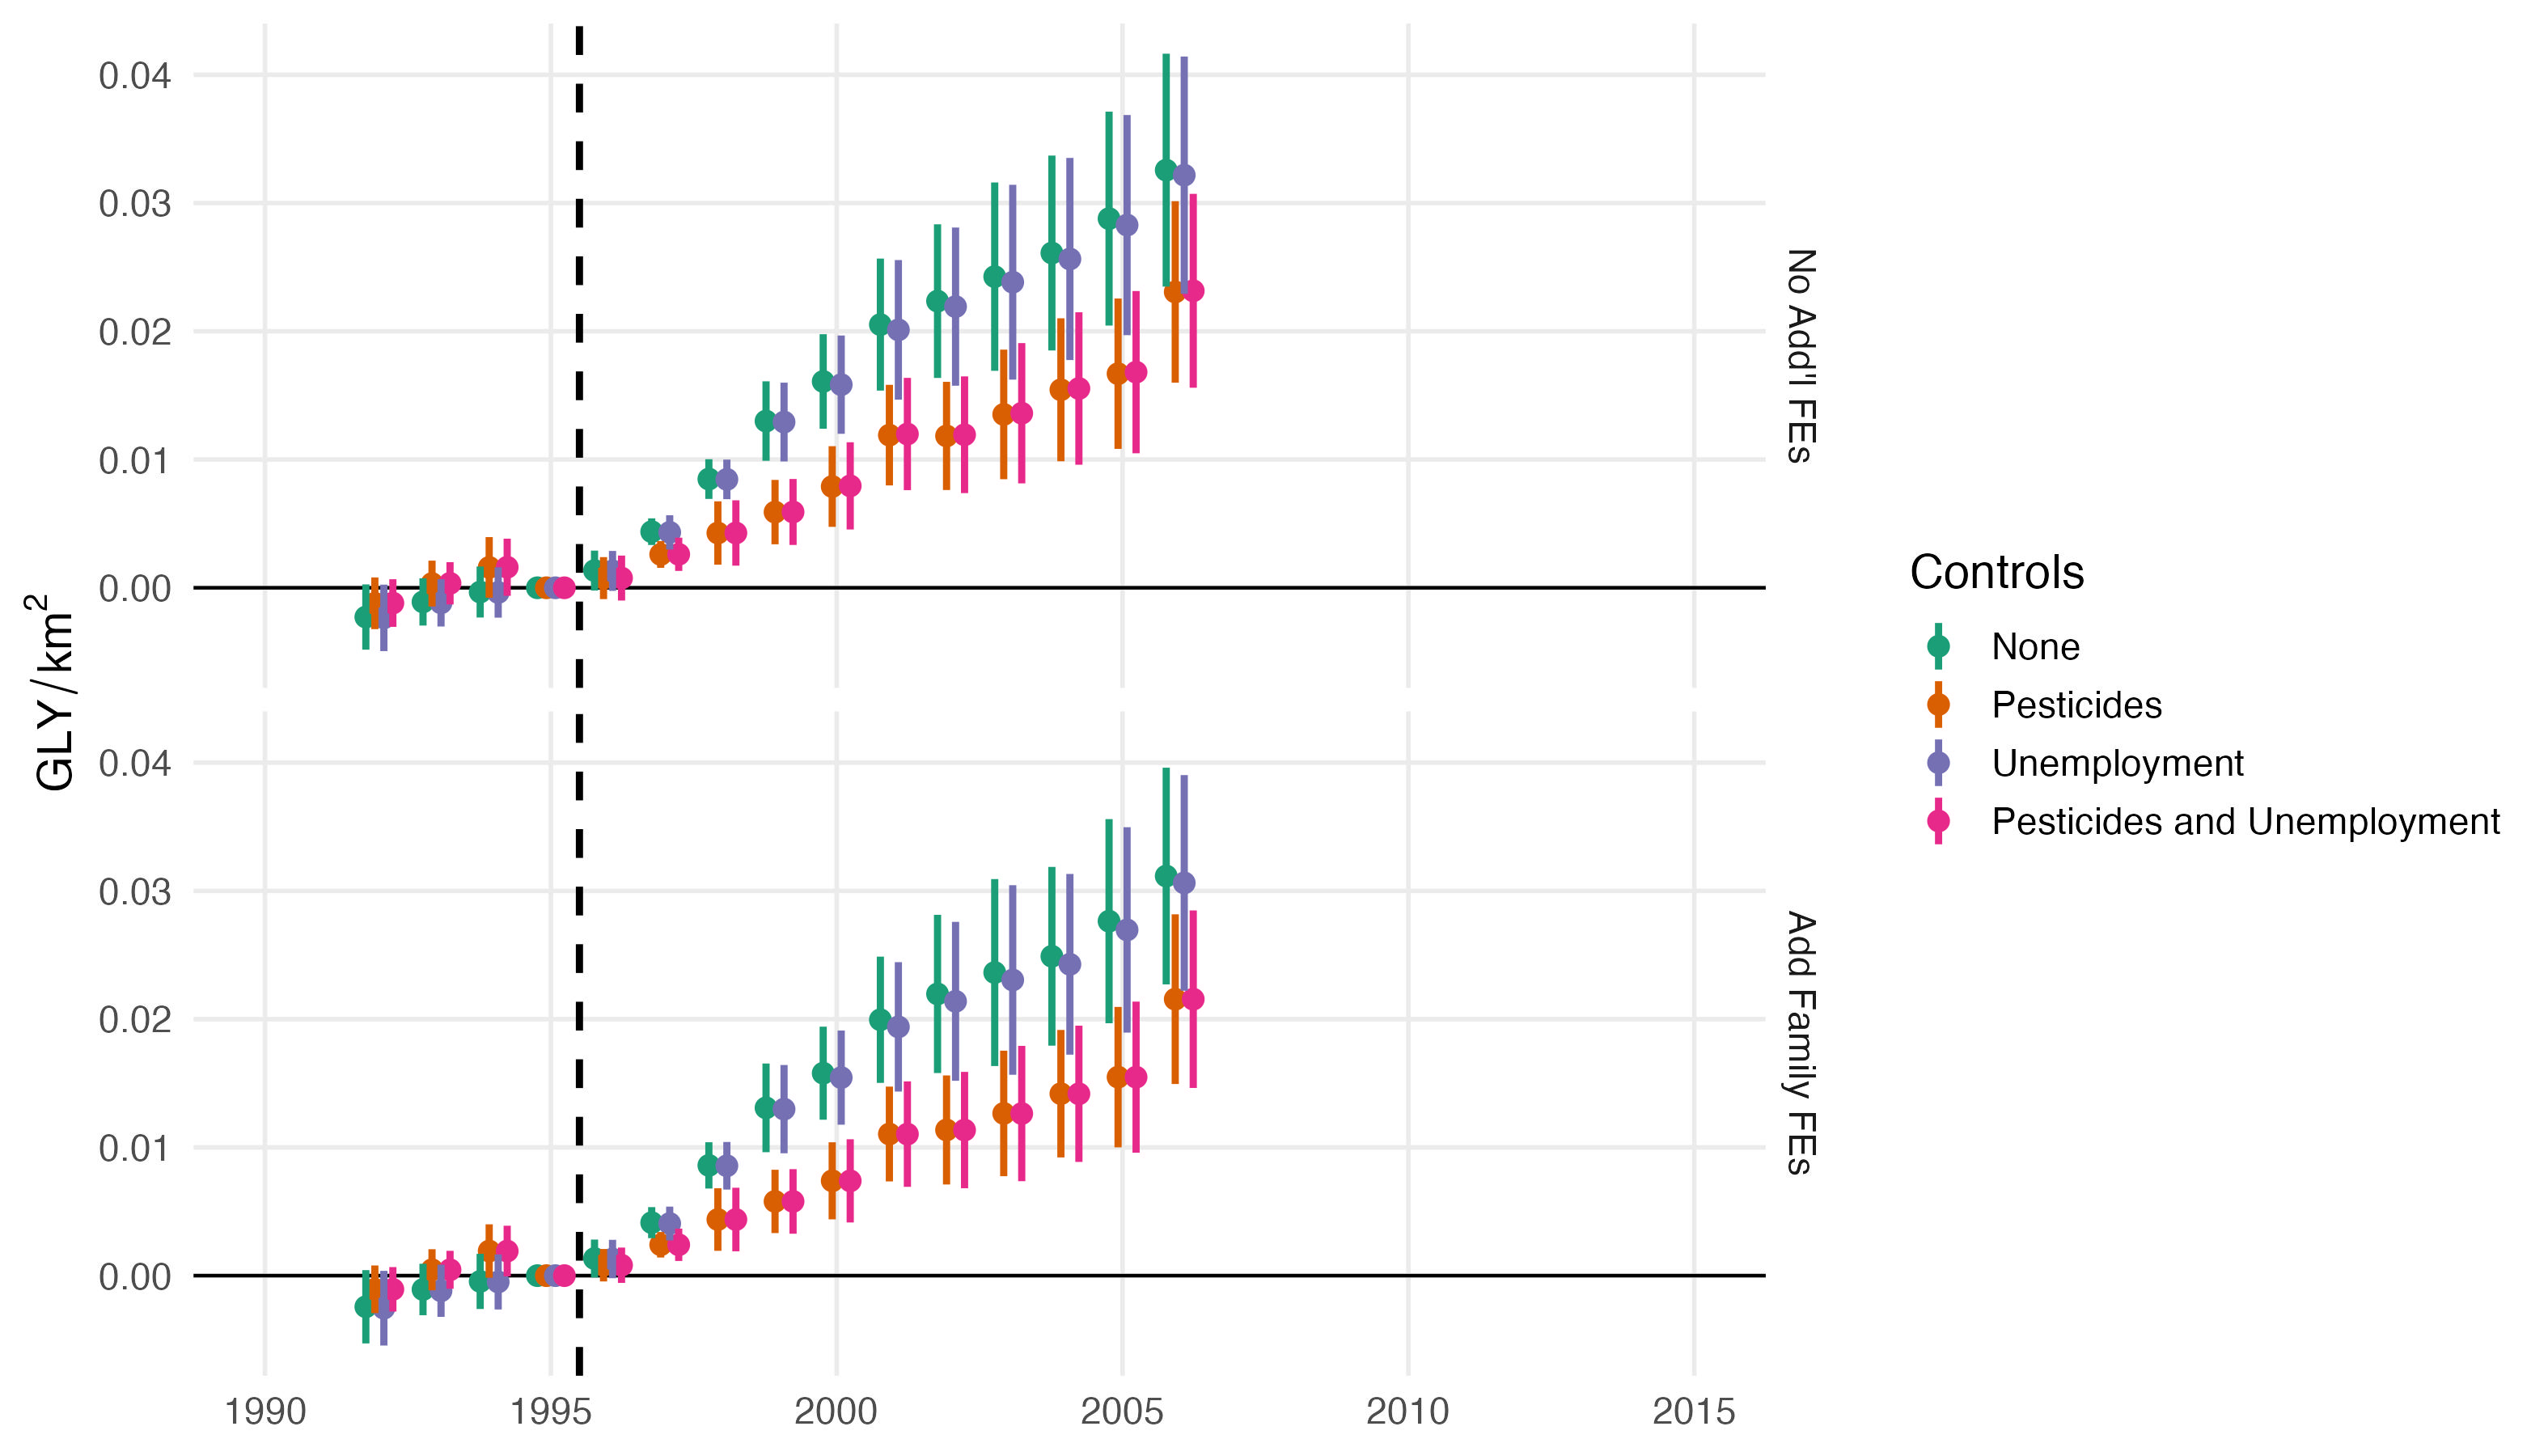 GLY/km²
0.04
0.03
0.02
0.01
0.00
No Add'l FEs
0.04
0.03
0.02
0.01
0.00
Add Family FEs
1990 1995 2000 2005 2010 2015
Controls
None
Pesticides
Unemployment
Pesticides and Unemployment